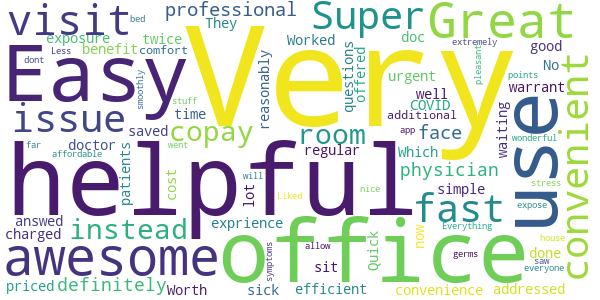 visit
exposure
They
professional
Super
Great
bed
Less
benefit
twice
Worked
doc
extremely
dont
comfort
offered
questions
good
No
pleasant
Easy
Very
smoothly
reasonably
urgent
points
stuff
well
COVID
warrant
issue
saved
time
additional
copay
room
face
app
wonderful
far
doctor
regular
Which
waiting
use
convenient
affordable
went
patients
cost
will
lot
physician
stress
helpful
Liked
simple
nice
fast
expose
answed
exprience
now
Everything
charged
instead
Quick
office
done
house
awesome
symptoms
sit
allow
germs
saw
everyone
priced
definitely
Worth
sick
efficient
convenience
addressed